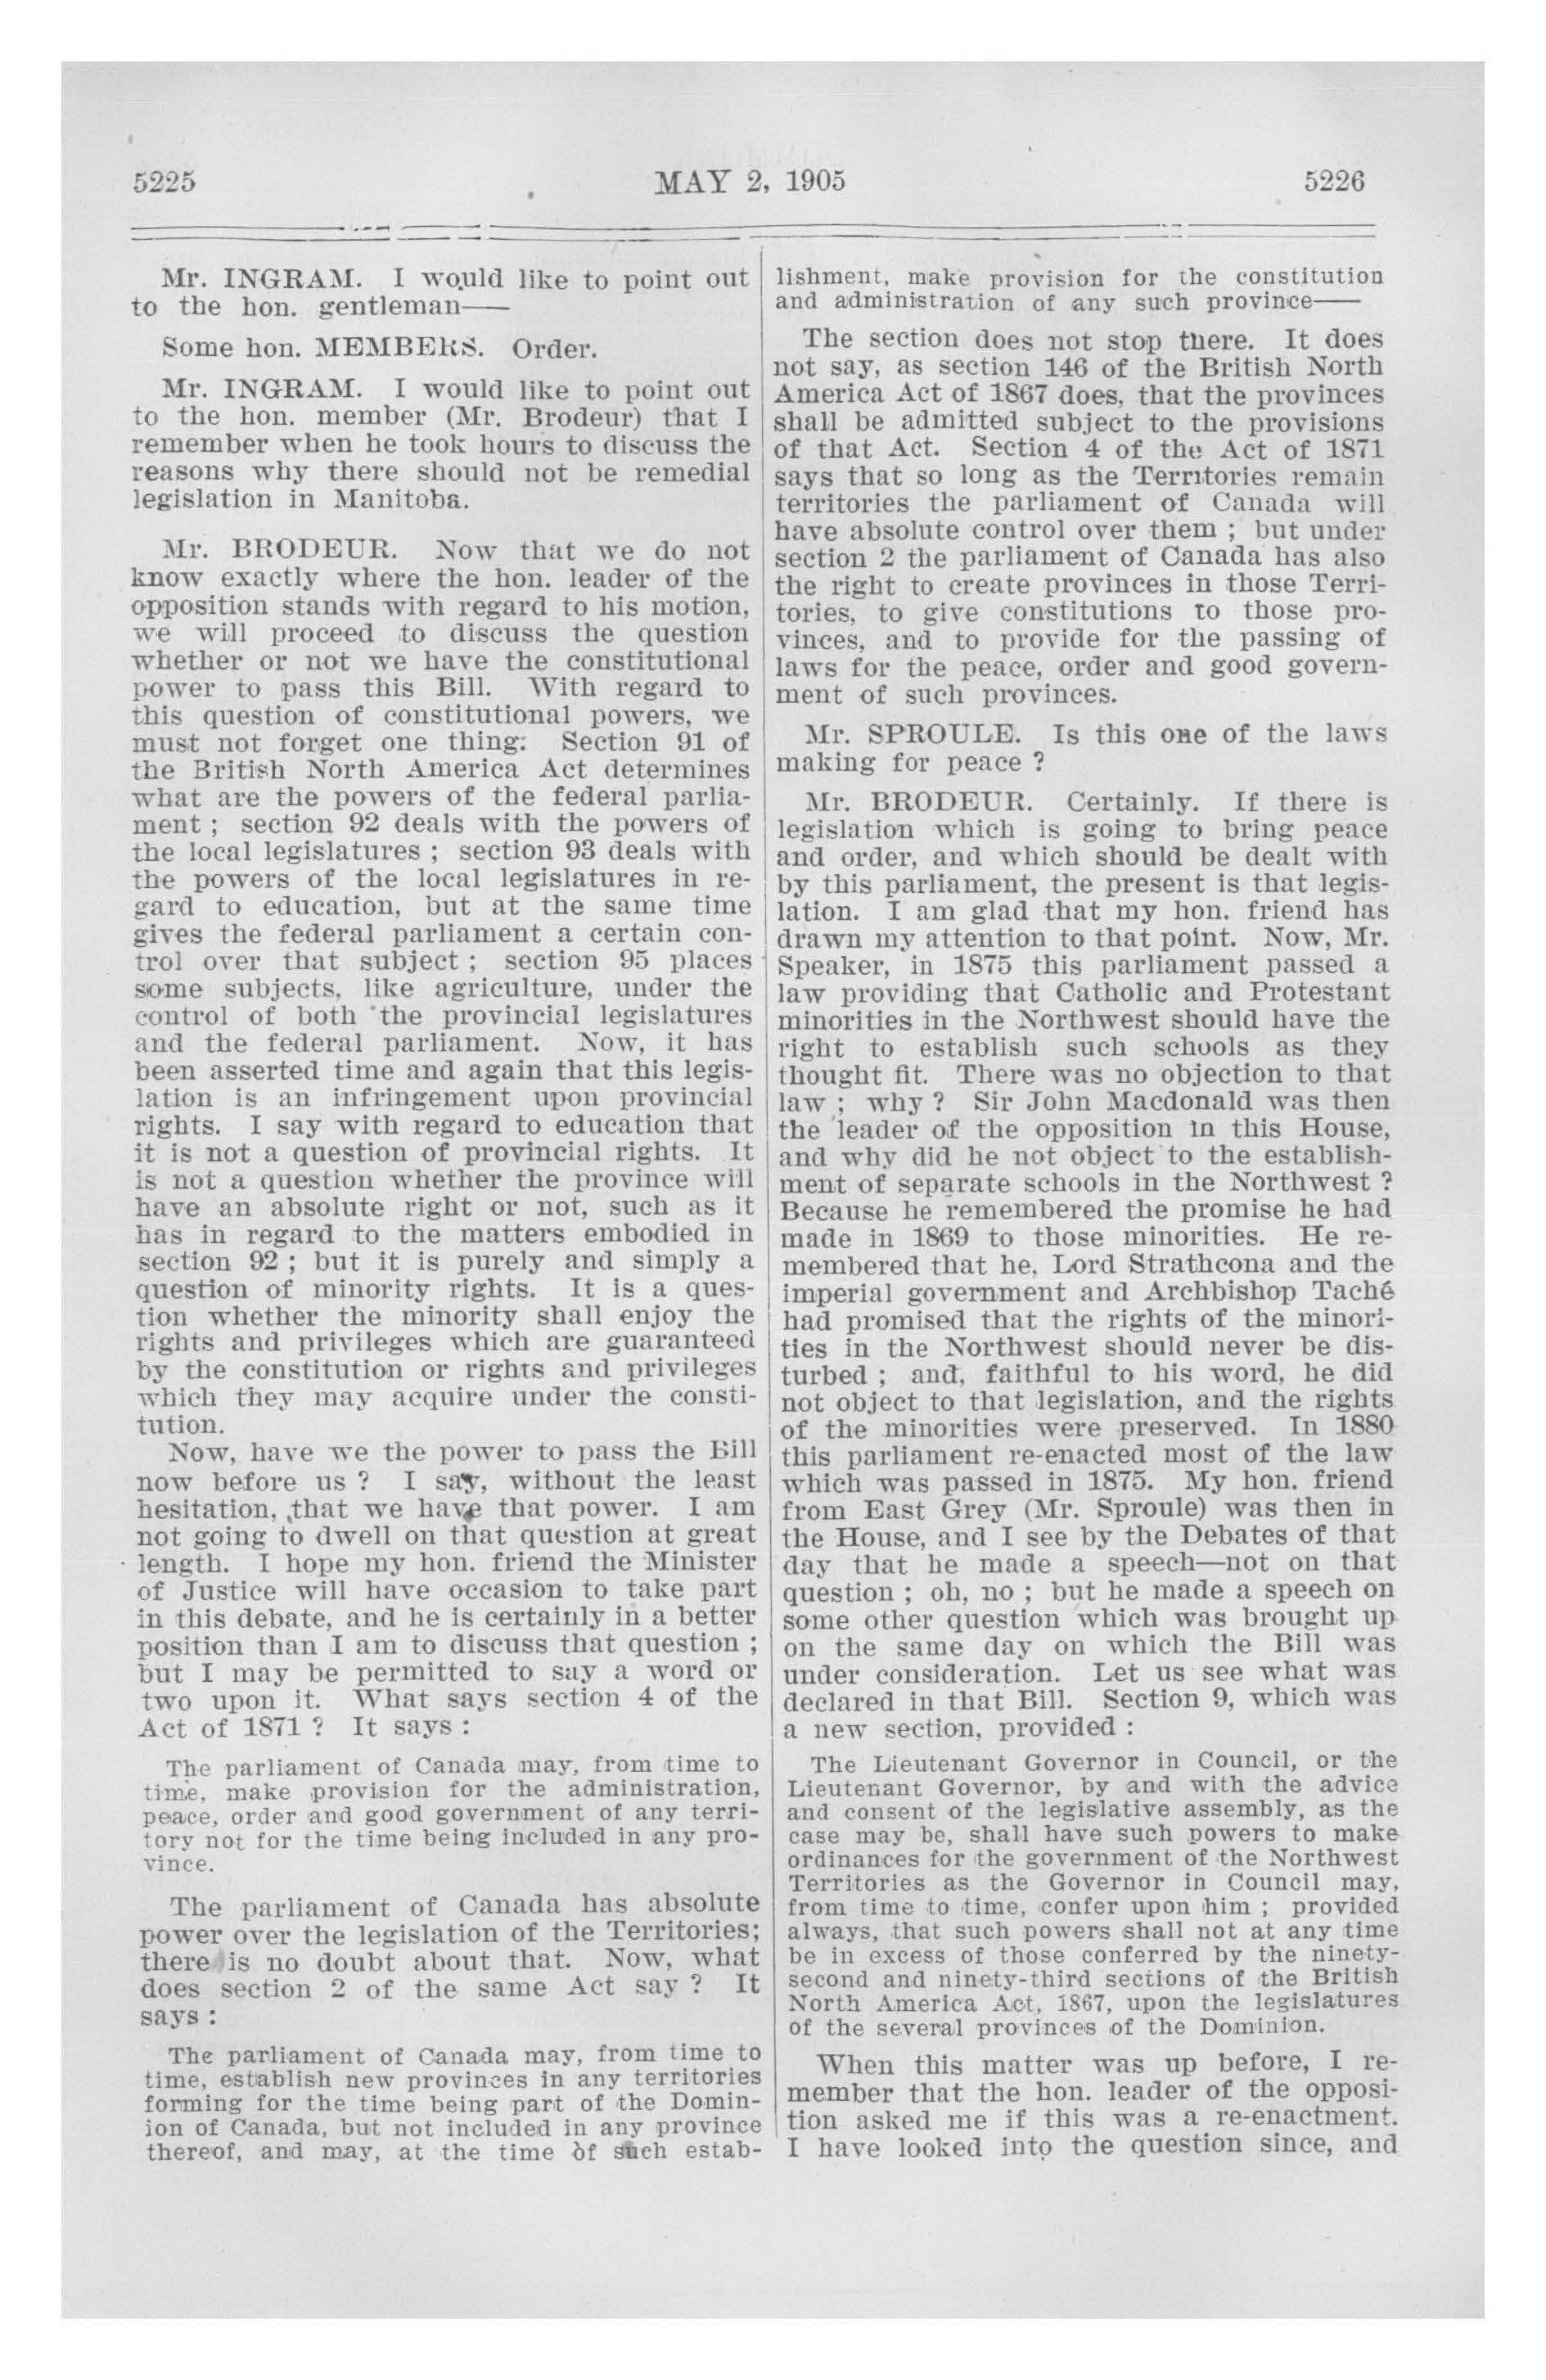 5225
MAY 2, 1905
5226
Mr. INGRAM. I would like to point out
to the hon. gentleman——
Some hon. MEMBERS. Order.
Mr. INGRAM. I would like to point out
to the hon. member (Mr. Brodeur) that I
remember when he took hours to discuss the
reasons why there should not be remedial
legislation in Manitoba.
Mr. BRODEUR. Now that we do not
know exactly where the hon. leader of the
opposition stands with regard to his motion,
we will proceed to discuss the question
whether or not we have the constitutional
power to pass this Bill. With regard to
this question of constitutional powers, we
must not forget one thing: Section 91 of
the British North America Act determines
what are the powers of the federal parlia-
ment ; section 92 deals with the powers of
the local legislatures ; section 93 deals with
the powers of the local legislatures in re-
gard to education, but at the same time
gives the federal parliament a certain con-
trol over that subject ; section 95 places
some subjects, like agriculture, under the
control of both the provincial legislatures
and the federal parliament. Now, it has
been asserted time and again that this legis-
lation is an infringement upon provincial
rights. I say with regard to education that
it is not a question of provincial rights. It
is not a question whether the province will
have an absolute right or not, such as it
has in regard to the matters embodied in
section 92 ; but it is purely and simply a
question of minority rights. It is a ques-
tion whether the minority shall enjoy the
rights and privileges which are guaranteed
by the constitution or rights and privileges
which they may acquire under the consti-
tution.
Now, have we the power to pass the Bill
now before us ? I say, without the least
hesitation, that we have that power. I am
not going to dwell on that question at great
length. I hope my hon. friend the Minister
of Justice will have occasion to take part
in this debate, and he is certainly in a better
position than I am to discuss that question ;
but I may be permitted to say a word or
two upon it. What says section 4 of the
Act of 1871 ? It says :
The parliament of Canada may, from time to
time, make provision for the administration,
peace, order and good government of any terri-
tory not for the time being included in any pro-
vince.
The parliament of Canada has absolute
power over the legislation of the Territories;
there is no doubt about that. Now, what
does section 2 of the same Act say ? It
says :
The parliament of Canada may, from time to
time, establish new provinces in any territories
forming for the time being part of the Domin-
ion of Canada, but not included in any province
thereof, and may, at the time of such estab-
lishment, make provision for the constitution
and administration of any such province——
The section does not stop there. It does
not say, as section 146 of the British North
America Act of 1867 does, that the provinces
shall be admitted subject to the provisions
of that Act. Section 4 of the Act of 1871
says that so long as the Territories remain
territories the parliament of Canada will
have absolute control over them ; but under
section 2 the parliament of Canada has also
the right to create provinces in those Terri-
tories, to give constitutions to those pro-
vinces, and to provide for the passing of
laws for the peace, order and good govern-
ment of such provinces.
Mr. SPROULE. Is this one of the laws
making for peace ?
Mr. BRODEUR. Certainly. If there is
legislation which is going to bring peace
and order, and which should be dealt with
by this parliament, the present is that legis-
lation. I am glad that my hon. friend has
drawn my attention to that point. Now, Mr.
Speaker, in 1875 this parliament passed a
law providing that Catholic and Protestant
minorities in the Northwest should have the
right to establish such schools as they
thought fit. There was no objection to that
law ; why ? Sir John Macdonald was then
the leader of the opposition in this House,
and why did he not object to the establish-
ment of separate schools in the Northwest ?
Because he remembered the promise he had
made in 1869 to those minorities. He re-
membered that he, Lord Strathcona and the
imperial government and Archbishop Taché
had promised that the rights of the minori-
ties in the Northwest should never be dis-
turbed ; and, faithful to his word, he did
not object to that legislation, and the rights
of the minorities were preserved. In 1880
this parliament re-enacted most of the law
which was passed in 1875. My hon. friend
from East Grey (Mr. Sproule) was then in
the House, and I see by the Debates of that
day that he made a speech—not on that
question ; oh, no ; but he made a speech on
some other question which was brought up
on the same day on which the Bill was
under consideration. Let us see what was
declared in that Bill. Section 9, which was
a new section, provided :
The Lieutenant Governor in Council, or the
Lieutenant Governor, by and with the advice
and consent of the legislative assembly, as the
case may be, shall have such powers to make
ordinances for the government of the Northwest
Territories as the Governor in Council may,
from time to time, confer upon him ; provided
always, that such powers shall not at any time
be in excess of those conferred by the ninety-
second and ninety-third sections of the British
North America Act, 1867, upon the legislatures
of the several provinces of the Dominion.
When this matter was up before, I re-
member that the hon. leader of the opposi-
tion asked me if this was a re-enactment.
I have looked into the question since, and